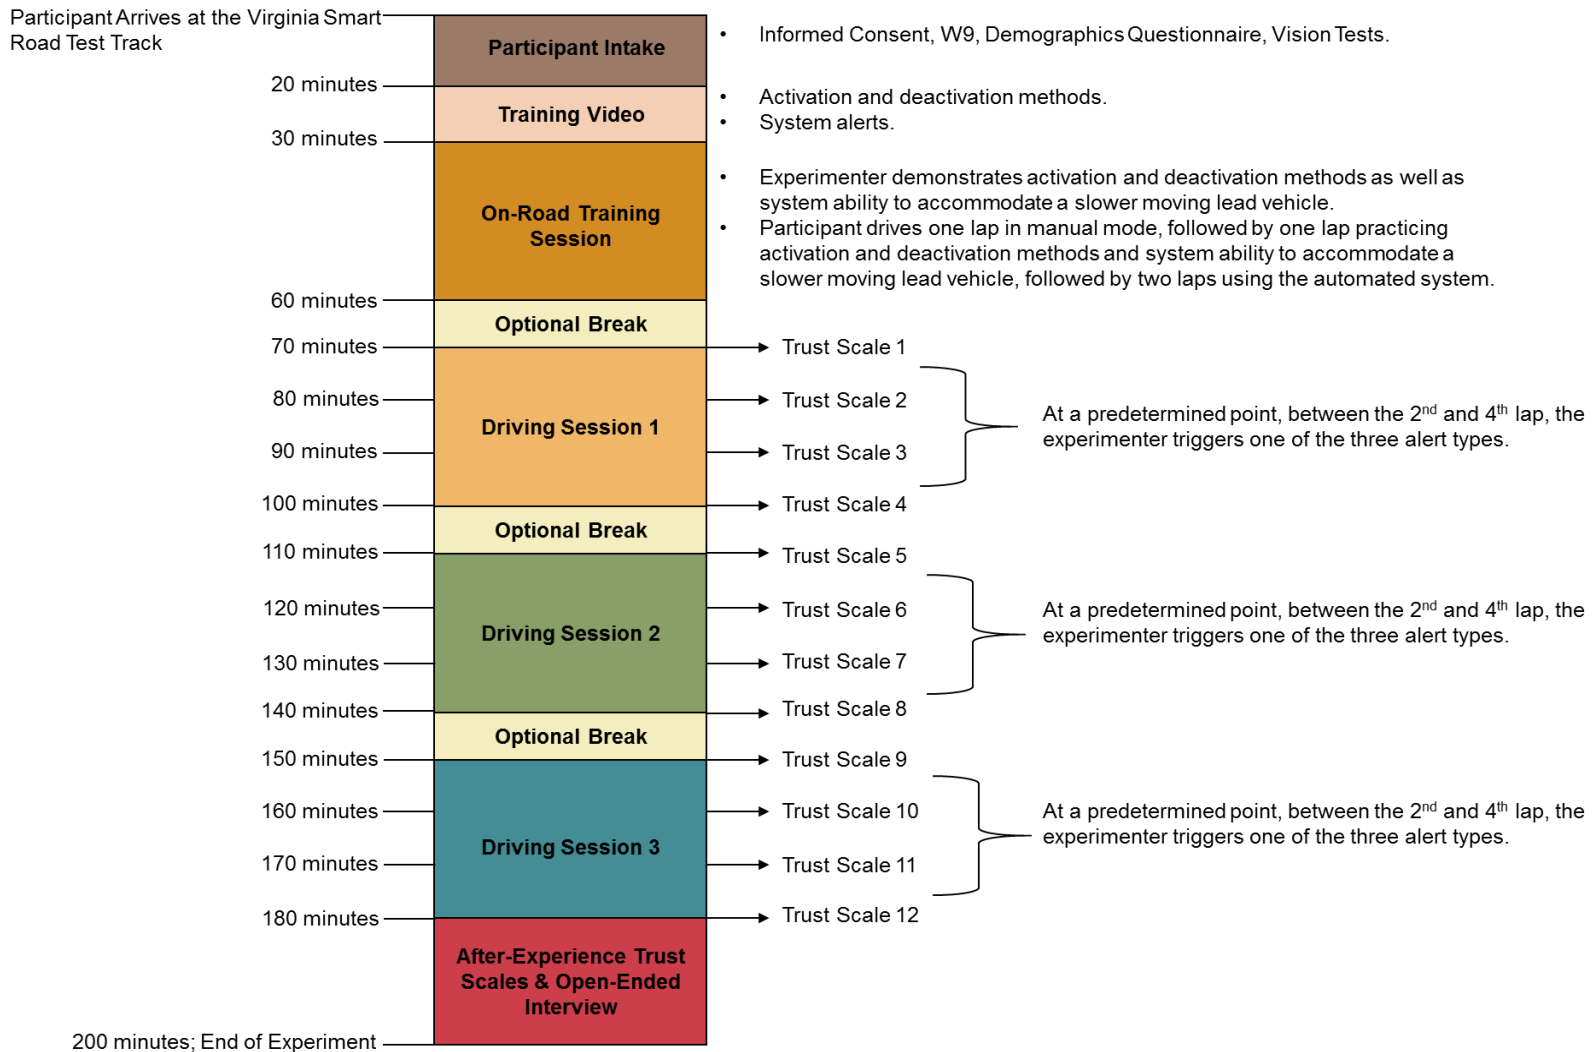 Participant Arrives at the Virginia Smart
Road Test Track
Participant Intake
• Informed Consent, W9, Demographics Questionnaire, Vision Tests.
20 minutes
Training Video
• Activation and deactivation methods.
• System alerts.
30 minutes
On-Road Training
Session
• Experimenter demonstrates activation and deactivation methods as well as
system ability to accommodate a slower moving lead vehicle.
• Participant drives one lap in manual mode, followed by one lap practicing
activation and deactivation methods and system ability to accommodate a
slower moving lead vehicle, followed by two laps using the automated system.
60 minutes
Optional Break
70 minutes
Trust Scale 1
80 minutes
Trust Scale 2
Driving Session 1
At a predetermined point, between the 2nd and 4th lap, the
experimenter triggers one of the three alert types.
90 minutes
Trust Scale 3
100 minutes
Trust Scale 4
Optional Break
110 minutes
Trust Scale 5
120 minutes
Trust Scale 6
Driving Session 2
At a predetermined point, between the 2nd and 4th lap, the
experimenter triggers one of the three alert types.
130 minutes
Trust Scale 7
140 minutes
Trust Scale 8
Optional Break
150 minutes
Trust Scale 9
160 minutes
Trust Scale 10
Driving Session 3
At a predetermined point, between the 2nd and 4th lap, the
experimenter triggers one of the three alert types.
170 minutes
Trust Scale 11
180 minutes
Trust Scale 12
After-Experience Trust
Scales & Open-Ended
Interview
200 minutes; End of Experiment